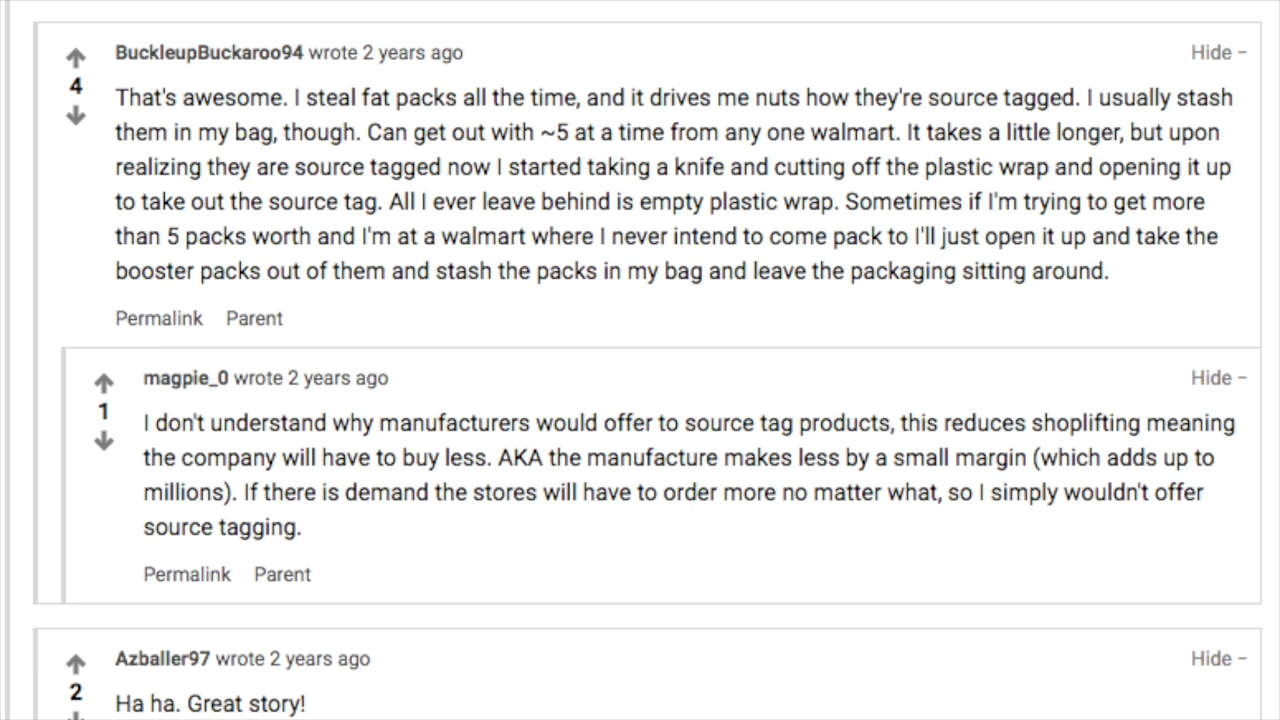 BuckleupBuckaroo94 wrote 2 years ago Hide −
4
That's awesome. I steal fat packs all the time, and it drives me nuts how they're source tagged. I usually stash
them in my bag, though. Can get out with ~5 at a time from any one walmart. It takes a little longer, but upon
realizing they are source tagged now I started taking a knife and cutting off the plastic wrap and opening it up
to take out the source tag. All I ever leave behind is empty plastic wrap. Sometimes if I'm trying to get more
than 5 packs worth and I'm at a walmart where I never intend to come pack to I'll just open it up and take the
booster packs out of them and stash the packs in my bag and leave the packaging sitting around.
Permalink Parent
magpie_0 wrote 2 years ago Hide −
1
I don't understand why manufacturers would offer to source tag products, this reduces shoplifting meaning
the company will have to buy less. AKA the manufacture makes less by a small margin (which adds up to
millions). If there is demand the stores will have to order more no matter what, so I simply wouldn't offer
source tagging.
Permalink Parent
Azballer97 wrote 2 years ago Hide −
2
Ha ha. Great story!